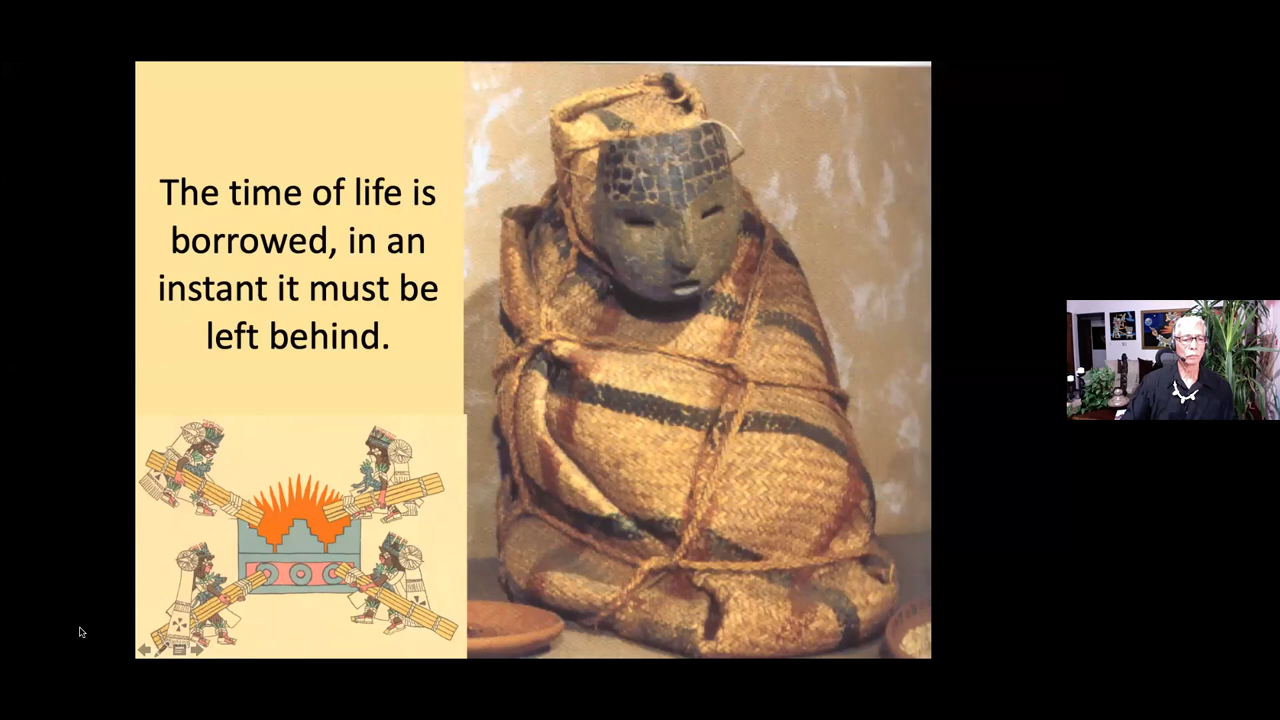 The time of life is
borrowed, in an
instant it must be
left behind.